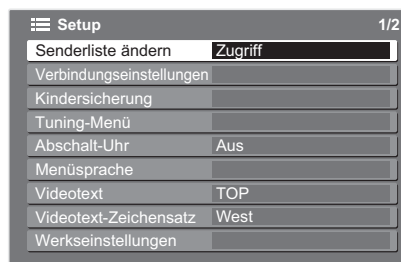 Setup 1/2
Senderliste ändern Zugriff
Verbindungseinstellungen
Kindersicherung
Tuning-Menü
Abschalt-Uhr Aus
Menüsprache
Videotext TOP
Videotext-Zeichensatz West
Werkseinstellungen